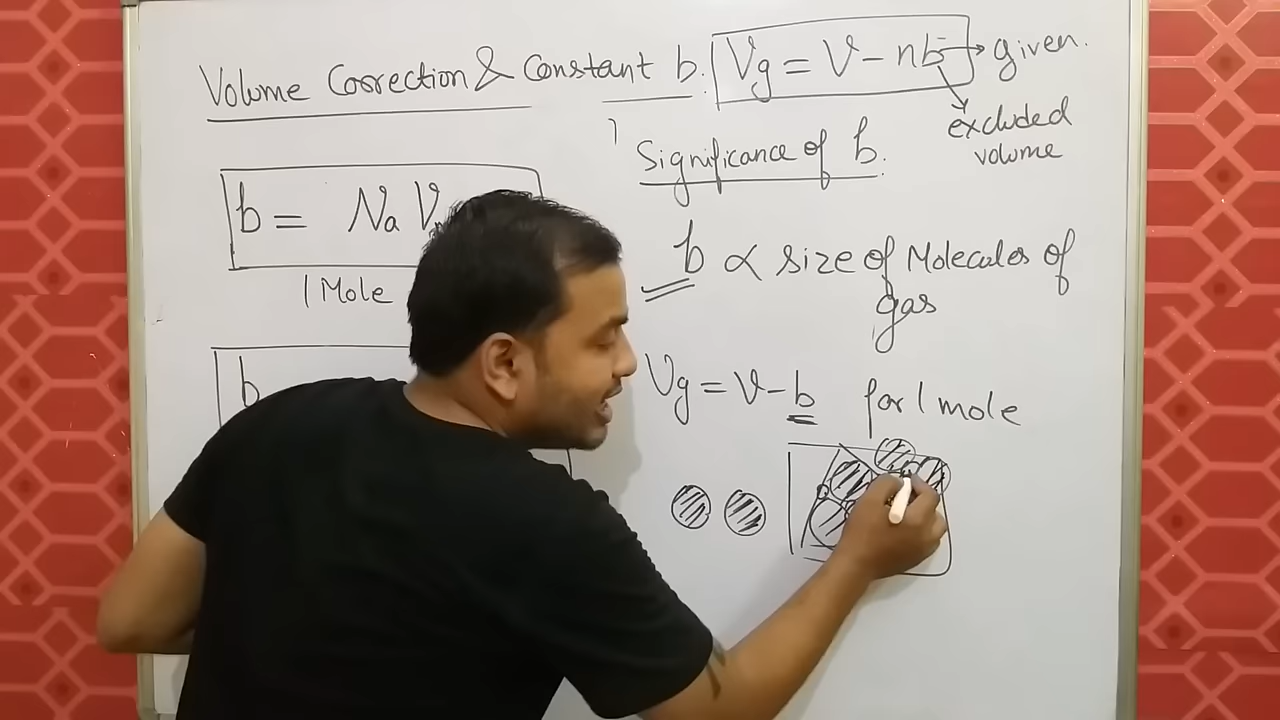 Volume Correction & Constant b.
Vg = V - nb → given.
excluded
volume
Significance of b.
b = Na V
1 Mole
b ∝ size of Molecules of
gas
b
Vg = V - b for 1 mole